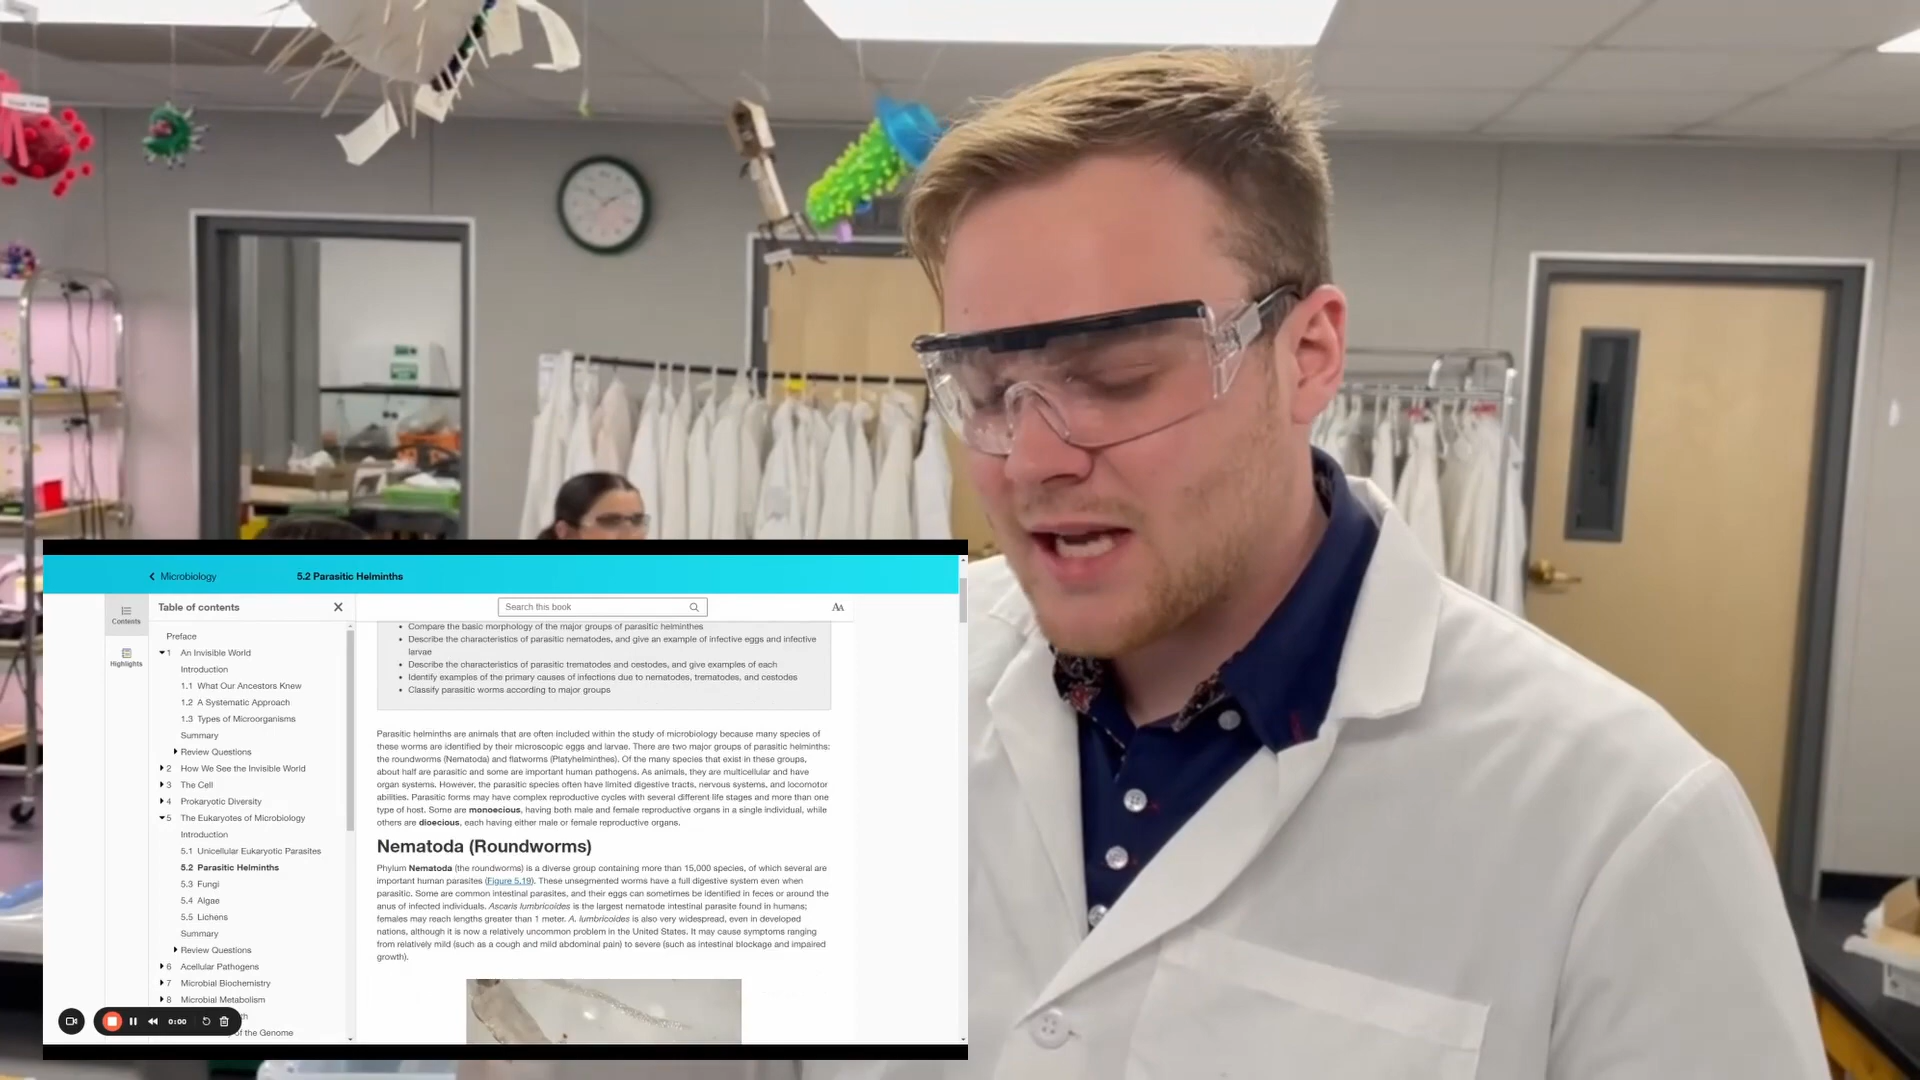 Microbiology
5.2 Parasitic Helminths
Contents
Highlights
Table of contents
Preface
1 An Invisible World
Introduction
1.1 What Our Ancestors Knew
1.2 A Systematic Approach
1.3 Types of Microorganisms
Summary
Review Questions
2 How We See the Invisible World
3 The Cell
4 Prokaryotic Diversity
5 The Eukaryotes of Microbiology
Introduction
5.1 Unicellular Eukaryotic Parasites
5.2 Parasitic Helminths
5.3 Fungi
5.4 Algae
5.5 Lichens
Summary
Review Questions
6 Acellular Pathogens
7 Microbial Biochemistry
8 Microbial Metabolism
of the Genome
0:00
Search this book
AA
• Compare the basic morphology of the major groups of parasitic helminthes
• Describe the characteristics of parasitic nematodes, and give an example of infective eggs and infective
larvae
• Describe the characteristics of parasitic trematodes and cestodes, and give examples of each
• Identify examples of the primary causes of infections due to nematodes, trematodes, and cestodes
• Classify parasitic worms according to major groups
Parasitic helminths are animals that are often included within the study of microbiology because many species of
these worms are identified by their microscopic eggs and larvae. There are two major groups of parasitic helminths:
the roundworms (Nematoda) and flatworms (Platyhelminthes). Of the many species that exist in these groups,
about half are parasitic and some are important human pathogens. As animals, they are multicellular and have
organ systems. However, the parasitic species often have limited digestive tracts, nervous systems, and locomotor
abilities. Parasitic forms may have complex reproductive cycles with several different life stages and more than one
type of host. Some are monoecious, having both male and female reproductive organs in a single individual, while
others are dioecious, each having either male or female reproductive organs.
Nematoda (Roundworms)
Phylum Nematoda (the roundworms) is a diverse group containing more than 15,000 species, of which several are
important human parasites (Figure 5.19). These unsegmented worms have a full digestive system even when
parasitic. Some are common intestinal parasites, and their eggs can sometimes be identified in feces or around the
anus of infected individuals. Ascaris lumbricoides is the largest nematode intestinal parasite found in humans;
females may reach lengths greater than 1 meter. A. lumbricoides is also very widespread, even in developed
nations, although it is now a relatively uncommon problem in the United States. It may cause symptoms ranging
from relatively mild (such as a cough and mild abdominal pain) to severe (such as intestinal blockage and impaired
growth).